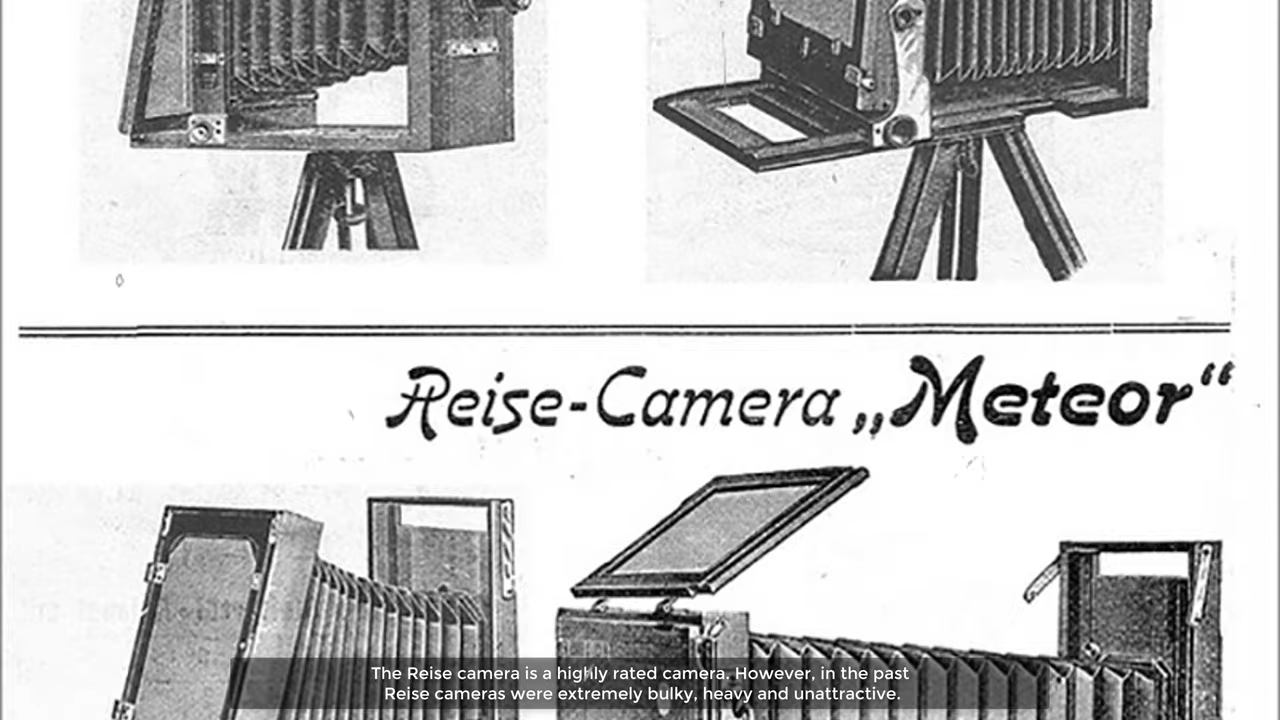 Reise-Camera „Meteor“
The Reise camera is a highly rated camera. However, in the past
Reise cameras were extremely bulky, heavy and unattractive.